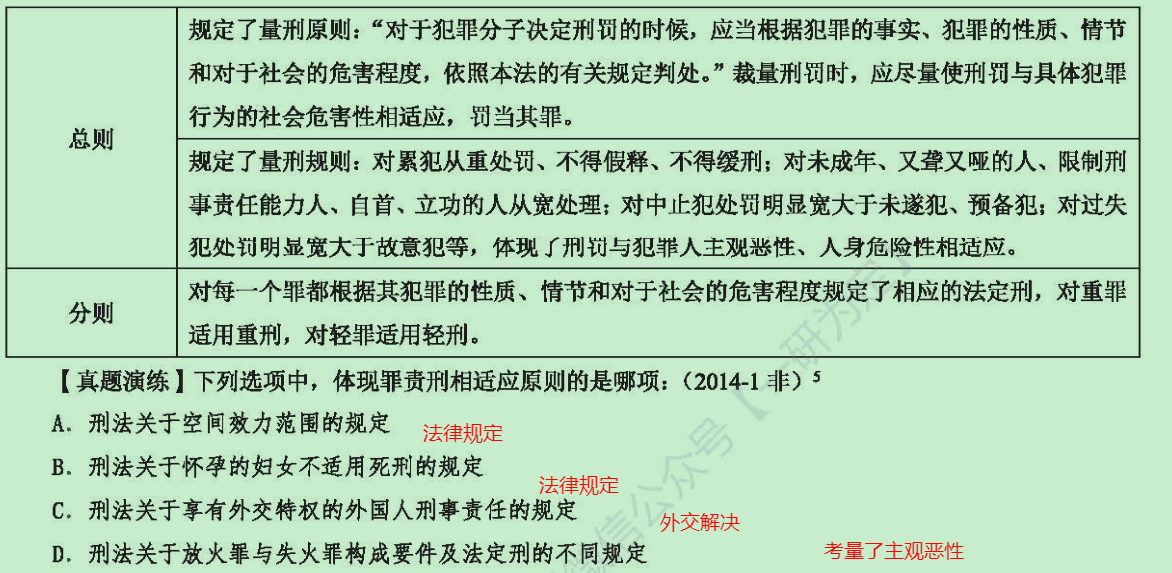 规定了量刑原则：“对于犯罪分子决定刑罚的时候，应当根据犯罪的事实、犯罪的性质、情节
和对于社会的危害程度，依照本法的有关规定判处。”裁量刑罚时，应尽量使刑罚与具体犯罪
行为的社会危害性相适应，罚当其罪。
总则
规定了量刑规则：对累犯从重处罚、不得假释、不得缓刑；对未成年、又聋又哑的人、限制刑
事责任能力人、自首、立功的人从宽处理；对中止犯处罚明显宽大于未遂犯、预备犯；对过失
犯处罚明显宽大于故意犯等，体现了刑罚与犯罪人主观恶性、人身危险性相适应。
分则
对每一个罪都根据其犯罪的性质、情节和对于社会的危害程度规定了相应的法定刑，对重罪
适用重刑，对轻罪适用轻刑。
【真题演练】下列选项中，体现罪责刑相适应原则的是哪项：（2014-1 非）5
A. 刑法关于空间效力范围的规定 法律规定
B. 刑法关于怀孕的妇女不适用死刑的规定 法律规定
C. 刑法关于享有外交特权的外国人刑事责任的规定 外交解决
D. 刑法关于放火罪与失火罪构成要件及法定刑的不同规定 考量了主观恶性